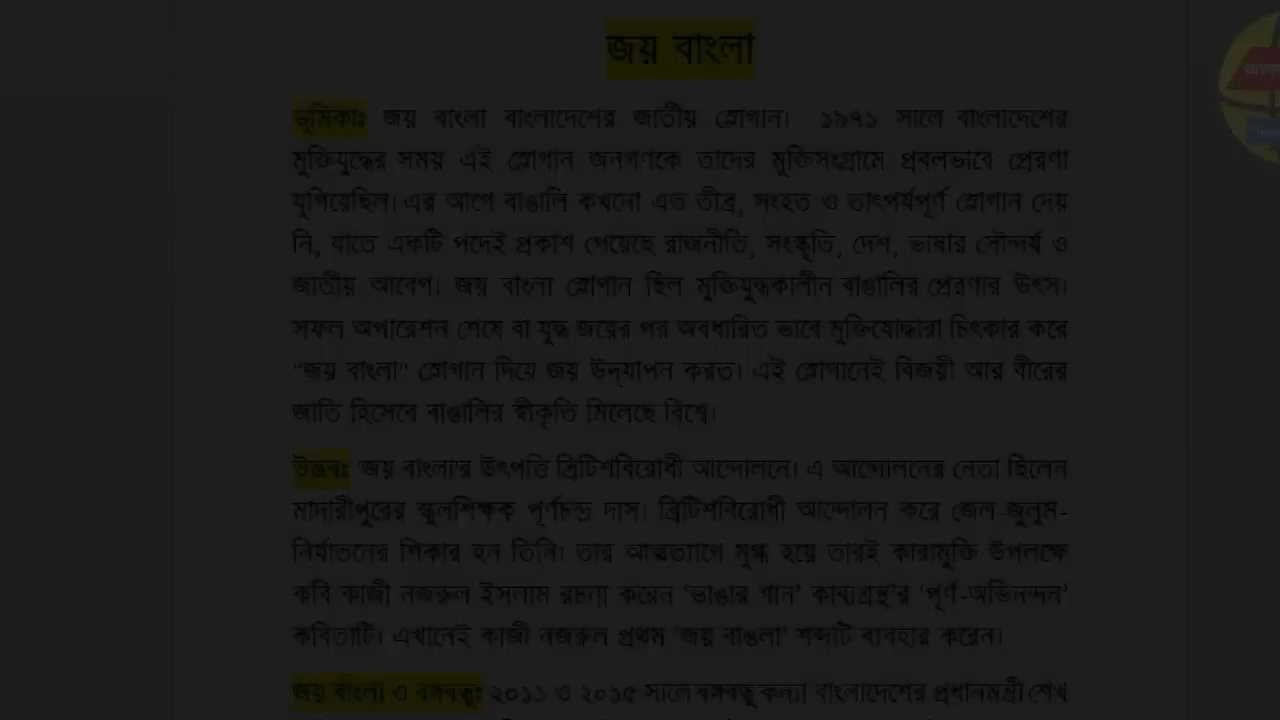 জয় বাংলা
ভূমিকাঃ জয় বাংলা বাংলাদেশের জাতীয় স্লোগান। ১৯৭১ সালে বাংলাদেশের
মুক্তিযুদ্ধের সময় এই স্লোগান জনগণকে তাদের মুক্তিসংগ্রামে প্রবলভাবে প্রেরণা
যুগিয়েছিল। এর আগে বাঙালি কখনো এত তীব্র, সংহত ও তাৎপর্যপূর্ণ স্লোগান দেয়
নি, যাতে একটি পদেই প্রকাশ পেয়েছে রাজনীতি, সংস্কৃতি, দেশ, ভাষার সৌন্দর্য ও
জাতীয় আবেগ। জয় বাংলা স্লোগান ছিল মুক্তিযুদ্ধকালীন বাঙালির প্রেরণার উৎস।
সফল অপারেশন শেষে বা যুদ্ধ জয়ের পর অবধারিত ভাবে মুক্তিযোদ্ধারা চিৎকার করে
"জয় বাংলা" স্লোগান দিয়ে জয় উদ্‌যাপন করত। এই স্লোগানেই বিজয়ী আর বীরের
জাতি হিসেবে বাঙালির স্বীকৃতি মিলেছে বিশ্বে।
উদ্ভবঃ 'জয় বাংলা'র উৎপত্তি ব্রিটিশবিরোধী আন্দোলনে। এ আন্দোলনের নেতা ছিলেন
মাদারীপুরের স্কুলশিক্ষক পূর্ণচন্দ্র দাস। ব্রিটিশবিরোধী আন্দোলন করে জেল-জুলুম-
নির্যাতনের শিকার হন তিনি। তার আত্মত্যাগে মুগ্ধ হয়ে তারই কারামুক্তি উপলক্ষে
কবি কাজী নজরুল ইসলাম রচনা করেন 'ভাঙার গান' কাব্যগ্রন্থ'র 'পূর্ণ-অভিনন্দন'
কবিতাটি। এখানেই কাজী নজরুল প্রথম 'জয় বাঙলা' শব্দটি ব্যবহার করেন।
জয় বাংলা ও বঙ্গবন্ধুঃ ২০১১ ও ২০১৫ সালে বঙ্গবন্ধু কন্যা বাংলাদেশের প্রধানমন্ত্রী শেখ